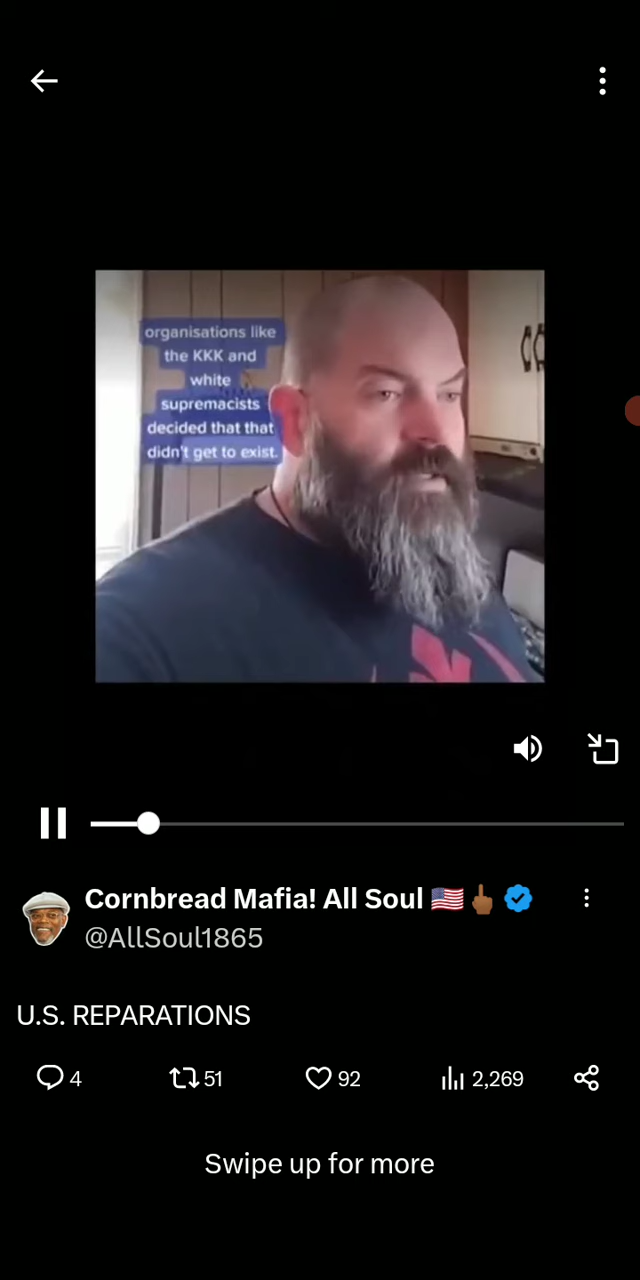 organisations like
the KKK and
white
supremacists
decided that that
didn't get to exist.
Cornbread Mafia! All Soul 🇺🇸🖕🏾
@AllSoul1865
U.S. REPARATIONS
4 51 92 2,269
Swipe up for more